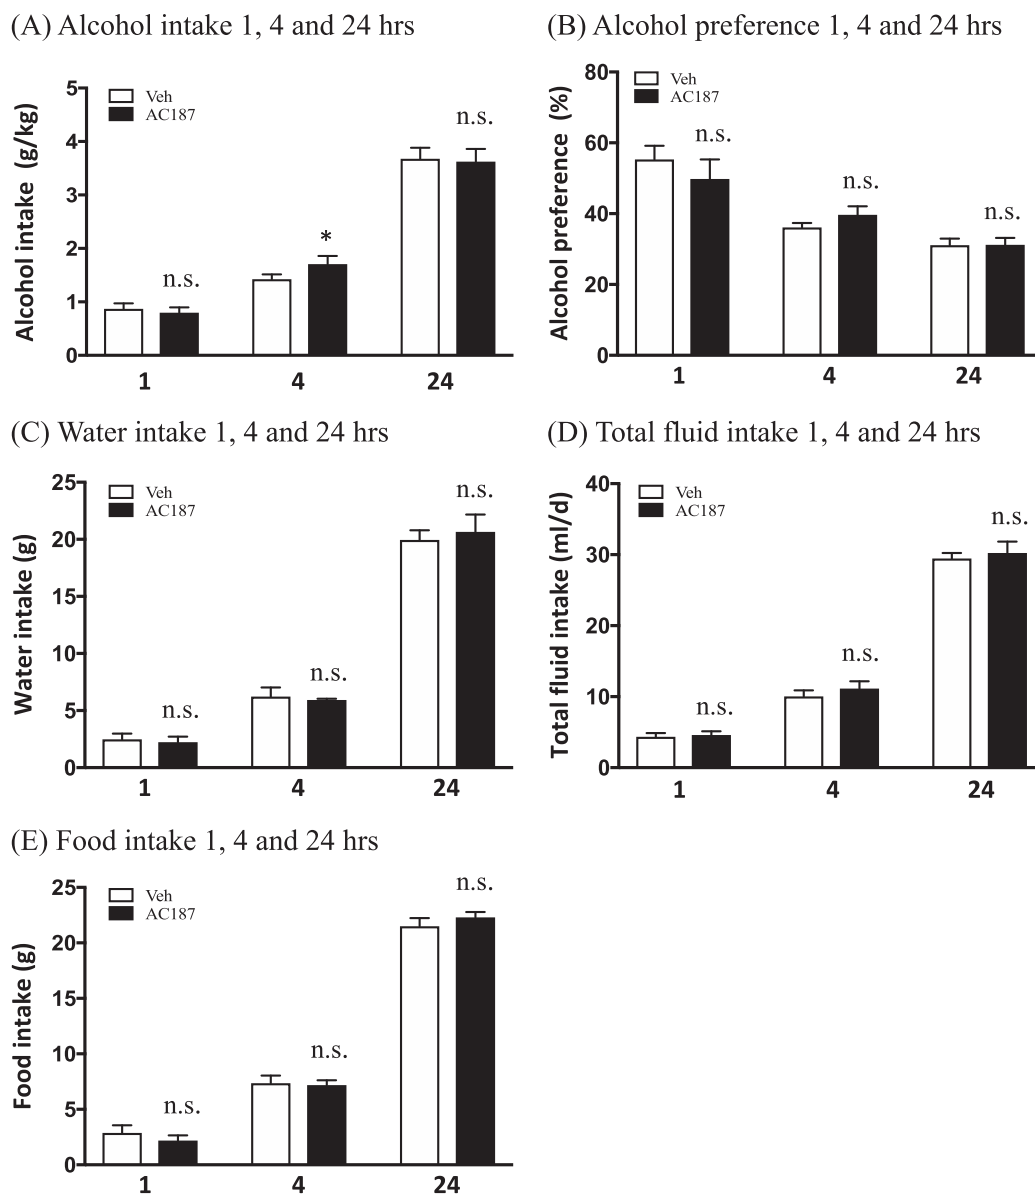 (A) Alcohol intake 1, 4 and 24 hrs
Alcohol intake (g/kg)
5
4
3
2
1
0
Veh
AC187
n.s.
*
n.s.
1 4 24
(B) Alcohol preference 1, 4 and 24 hrs
Alcohol preference (%)
80
60
40
20
0
Veh
AC187
n.s.
n.s.
n.s.
1 4 24
(C) Water intake 1, 4 and 24 hrs
Water intake (g)
25
20
15
10
5
0
Veh
AC187
n.s.
n.s.
n.s.
1 4 24
(D) Total fluid intake 1, 4 and 24 hrs
Total fluid intake (ml/d)
40
30
20
10
0
Veh
AC187
n.s.
n.s.
n.s.
1 4 24
(E) Food intake 1, 4 and 24 hrs
Food intake (g)
25
20
15
10
5
0
Veh
AC187
n.s.
n.s.
n.s.
1 4 24